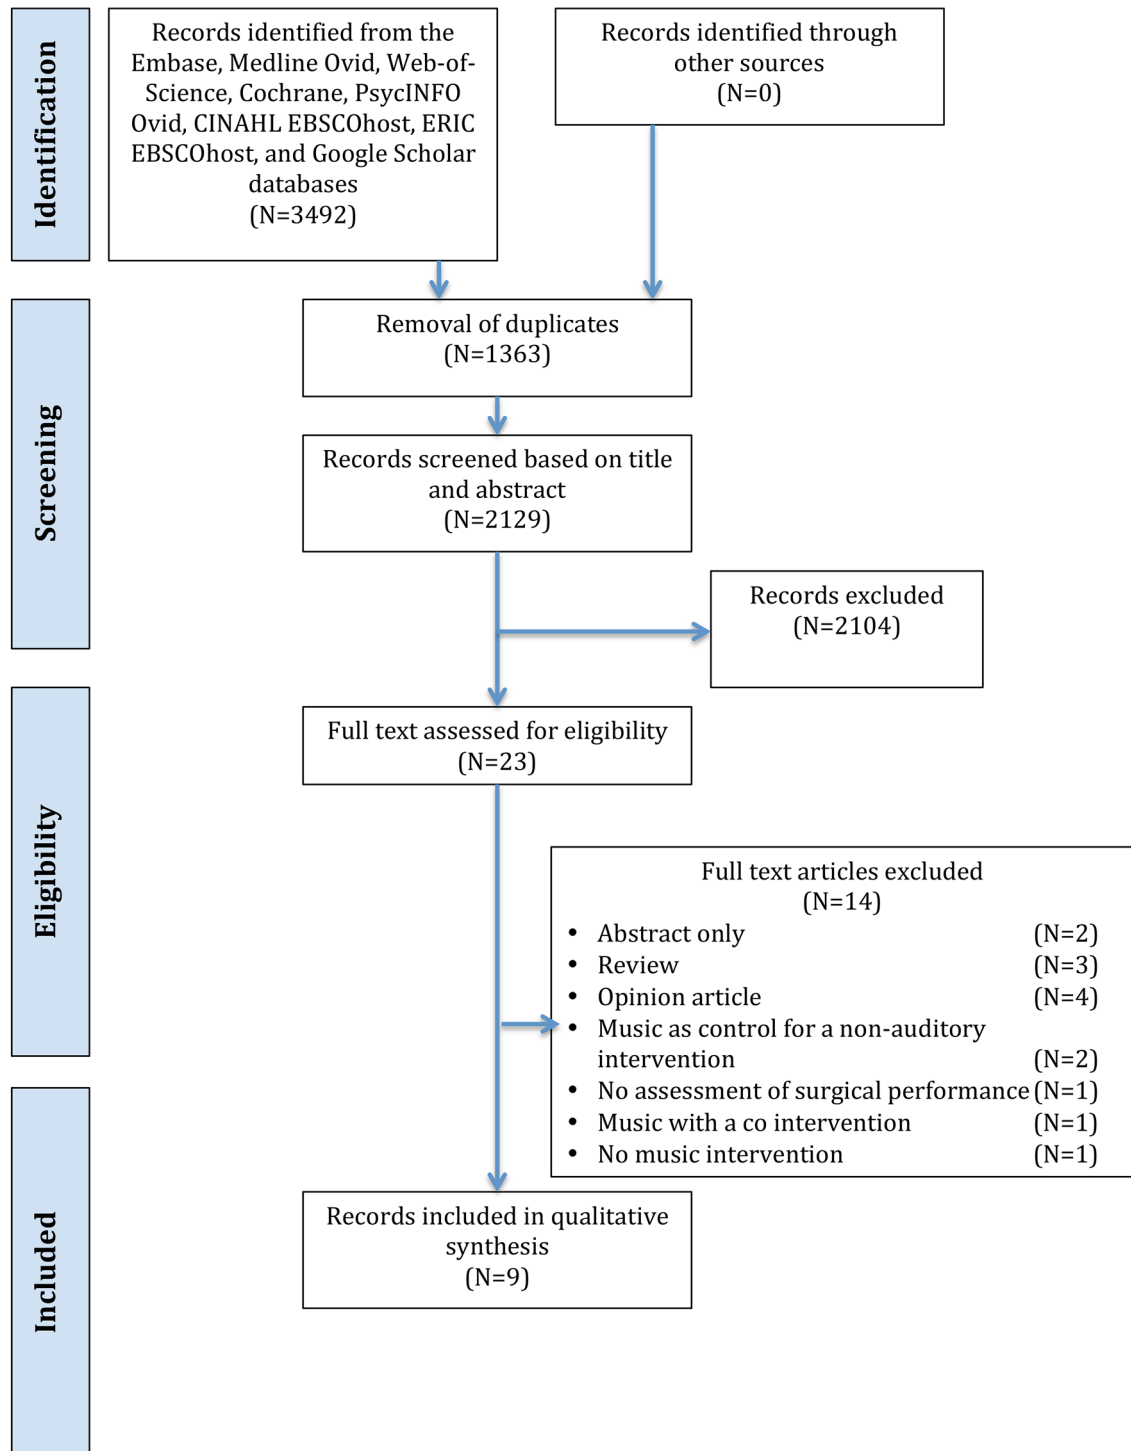 Identification
Records identified from the
Embase, Medline Ovid, Web-of-
Science, Cochrane, PsycINFO
Ovid, CINAHL EBSCOhost, ERIC
EBSCOhost, and Google Scholar
databases
(N=3492)
Records identified through
other sources
(N=0)
Screening
Removal of duplicates
(N=1363)
Records screened based on title
and abstract
(N=2129)
Records excluded
(N=2104)
Eligibility
Full text assessed for eligibility
(N=23)
Full text articles excluded
(N=14)
• Abstract only (N=2)
• Review (N=3)
• Opinion article (N=4)
• Music as control for a non-auditory
intervention (N=2)
• No assessment of surgical performance (N=1)
• Music with a co intervention (N=1)
• No music intervention (N=1)
Included
Records included in qualitative
synthesis
(N=9)